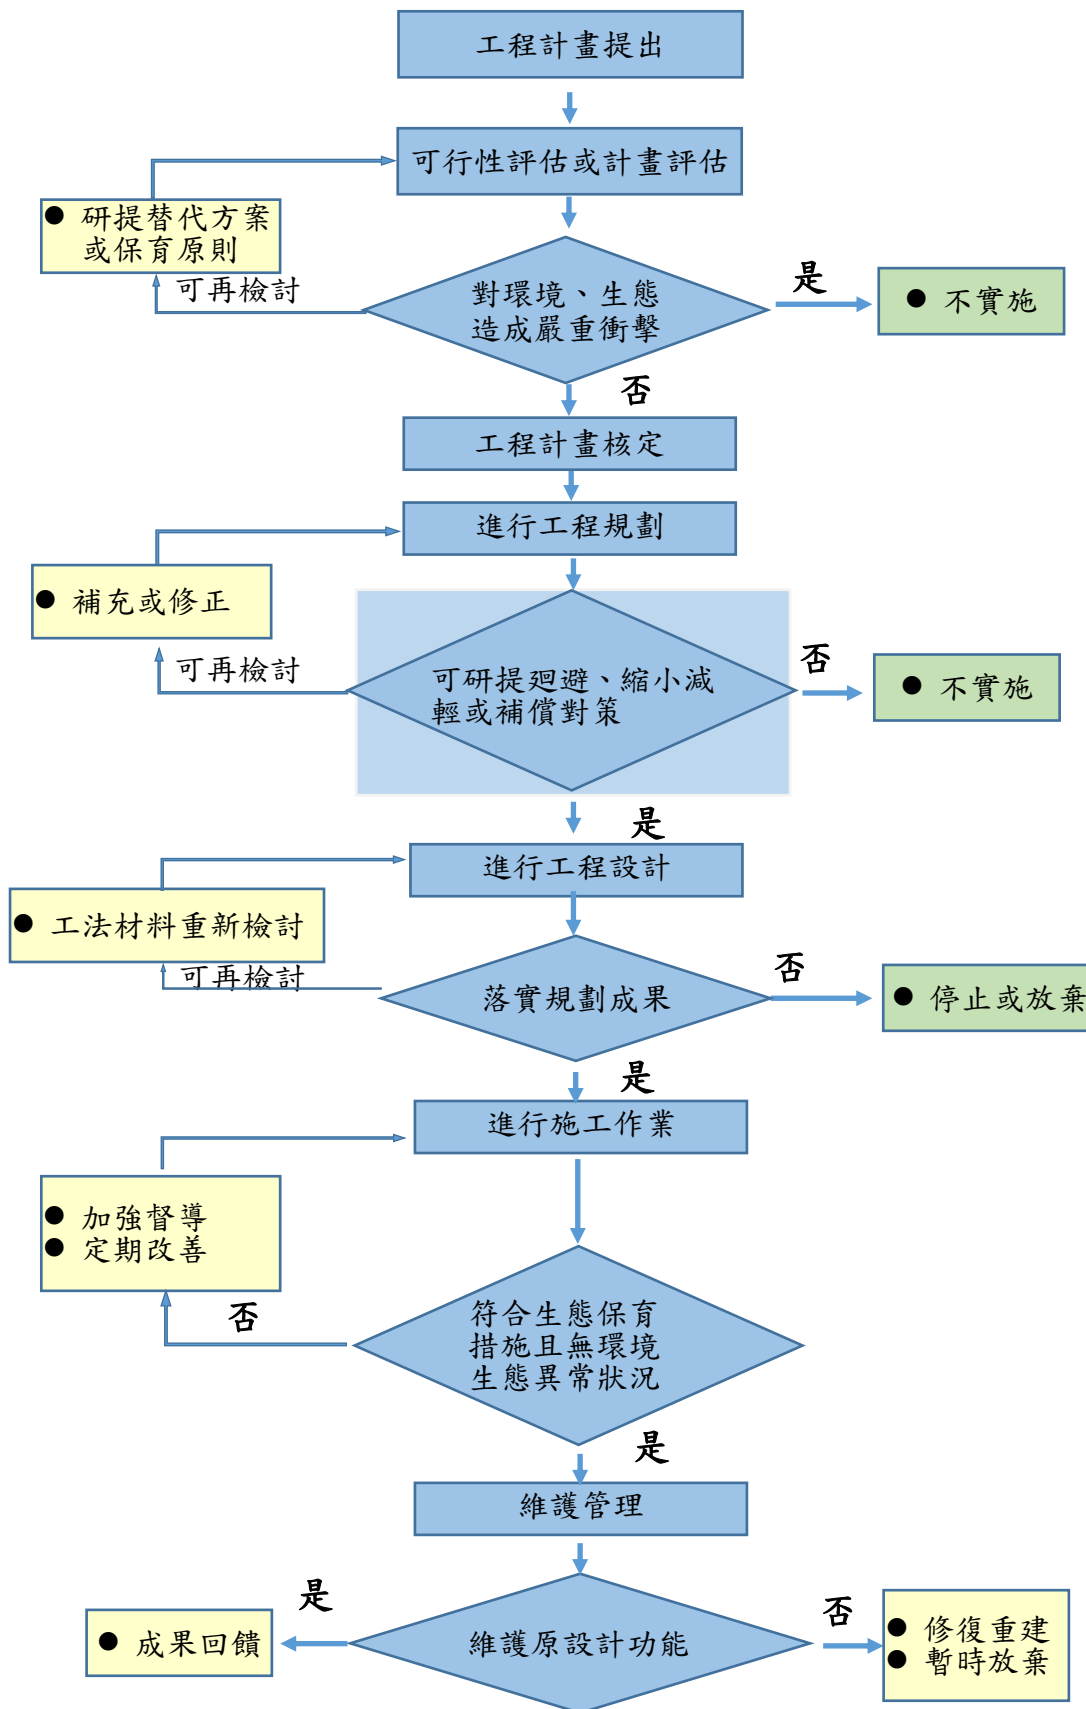 工程計畫提出
可行性評估或計畫評估
● 研提替代方案
或保育原則
可再檢討
對環境、生態
造成嚴重衝擊
是
● 不實施
否
工程計畫核定
進行工程規劃
● 補充或修正
可再檢討
可研提迴避、縮小減
輕或補償對策
否
● 不實施
是
進行工程設計
● 工法材料重新檢討
可再檢討
落實規劃成果
否
● 停止或放棄
是
進行施工作業
● 加強督導
● 定期改善
否
符合生態保育
措施且無環境
生態異常狀況
是
維護管理
是
● 成果回饋
維護原設計功能
否
● 修復重建
● 暫時放棄